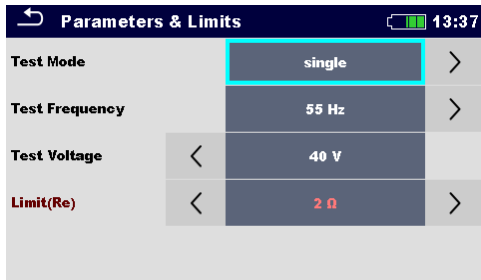 Parameters & Limits 13:37
Test Mode single
Test Frequency 55 Hz
Test Voltage 40 V
Limit(Re) 2 Ω